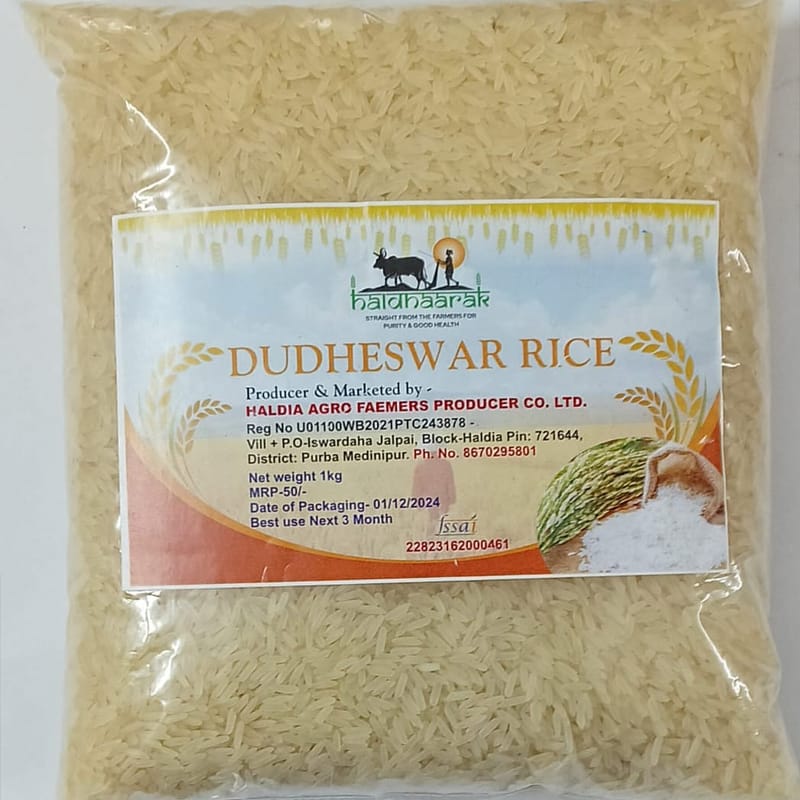 haldhaarak
STRAIGHT FROM THE FARMERS FOR
PURITY & GOOD HEALTH
DUDHESWAR RICE
Producer & Marketed by -
HALDIA AGRO FAEMERS PRODUCER CO. LTD.
Reg No U01100WB2021PTC243878 -
Vill + P.O-Iswardaha Jalpai, Block-Haldia Pin: 721644,
District: Purba Medinipur. Ph. No. 8670295801
Net weight 1kg
MRP-50/-
Date of Packaging- 01/12/2024
Best use Next 3 Month
fssai
22823162000461